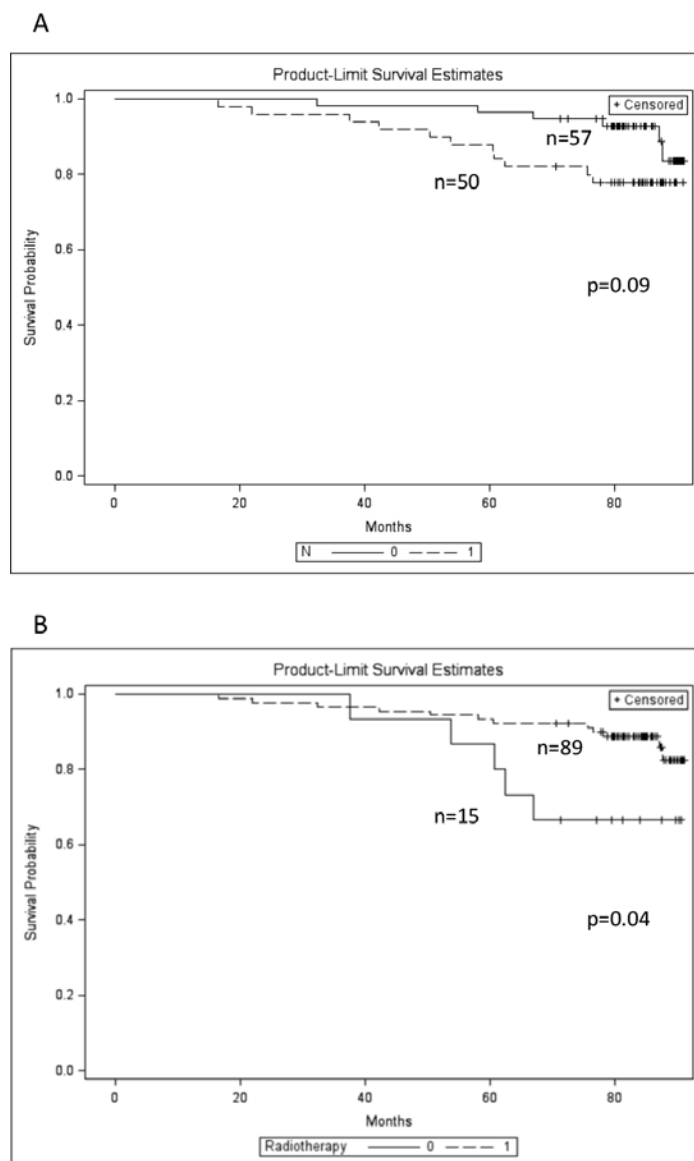 A
Product-Limit Survival Estimates
+ Censored
1.0
n=57
0.8
n=50
0.6
p=0.09
Survival Probability
0.4
0.2
0.0
0 20 40 60 80
Months
N 0 1
B
Product-Limit Survival Estimates
+ Censored
1.0
n=89
0.8
n=15
0.6
Survival Probability
0.4
p=0.04
0.2
0.0
0 20 40 60 80
Months
Radiotherapy 0 1